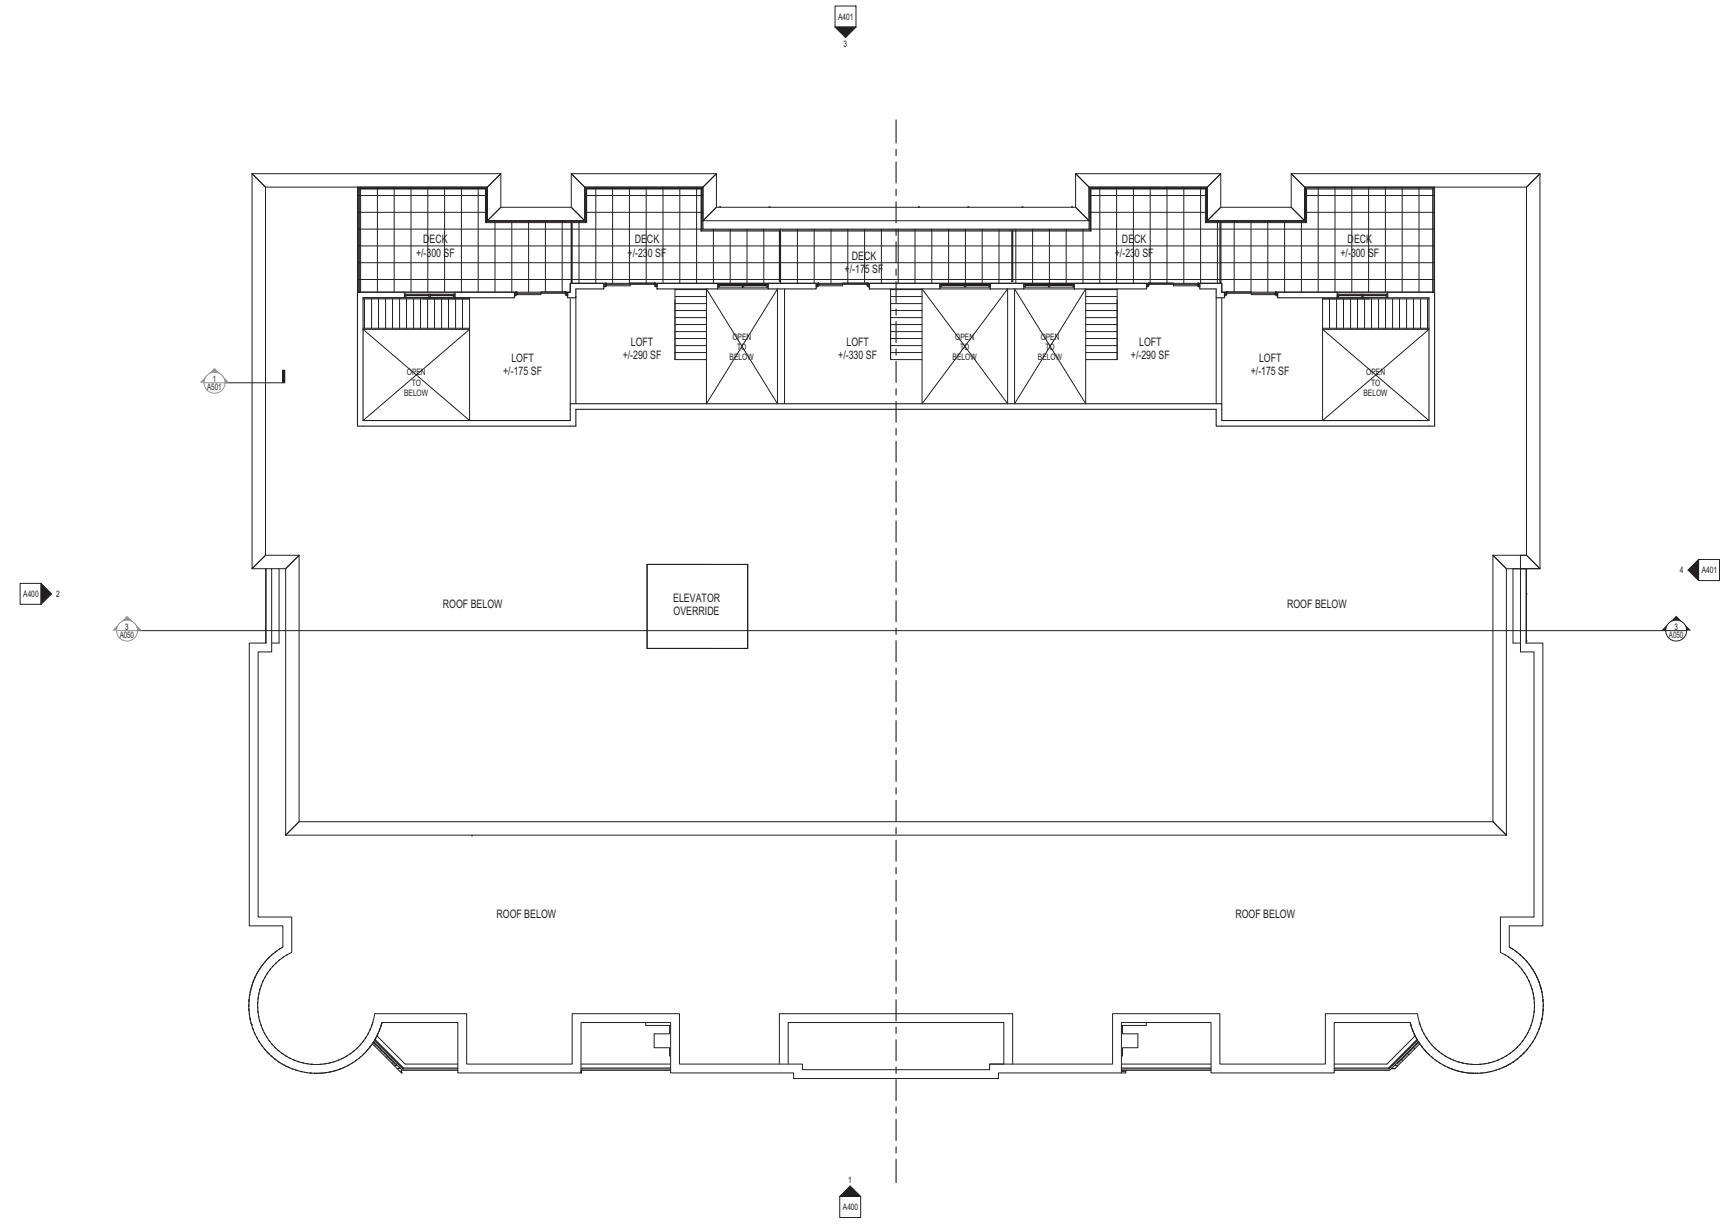 A401
3
DECK
+/-300 SF
DECK
+/-230 SF
DECK
+/-175 SF
DECK
+/-230 SF
DECK
+/-300 SF
OPEN
TO
BELOW
LOFT
+/-175 SF
LOFT
+/-290 SF
OPEN
TO
BELOW
LOFT
+/-330 SF
OPEN
TO
BELOW
OPEN
TO
BELOW
LOFT
+/-290 SF
LOFT
+/-175 SF
OPEN
TO
BELOW
1
A501
A400
2
4
A401
ROOF BELOW
ELEVATOR
OVERRIDE
ROOF BELOW
3
A050
3
A050
ROOF BELOW
ROOF BELOW
1
A400